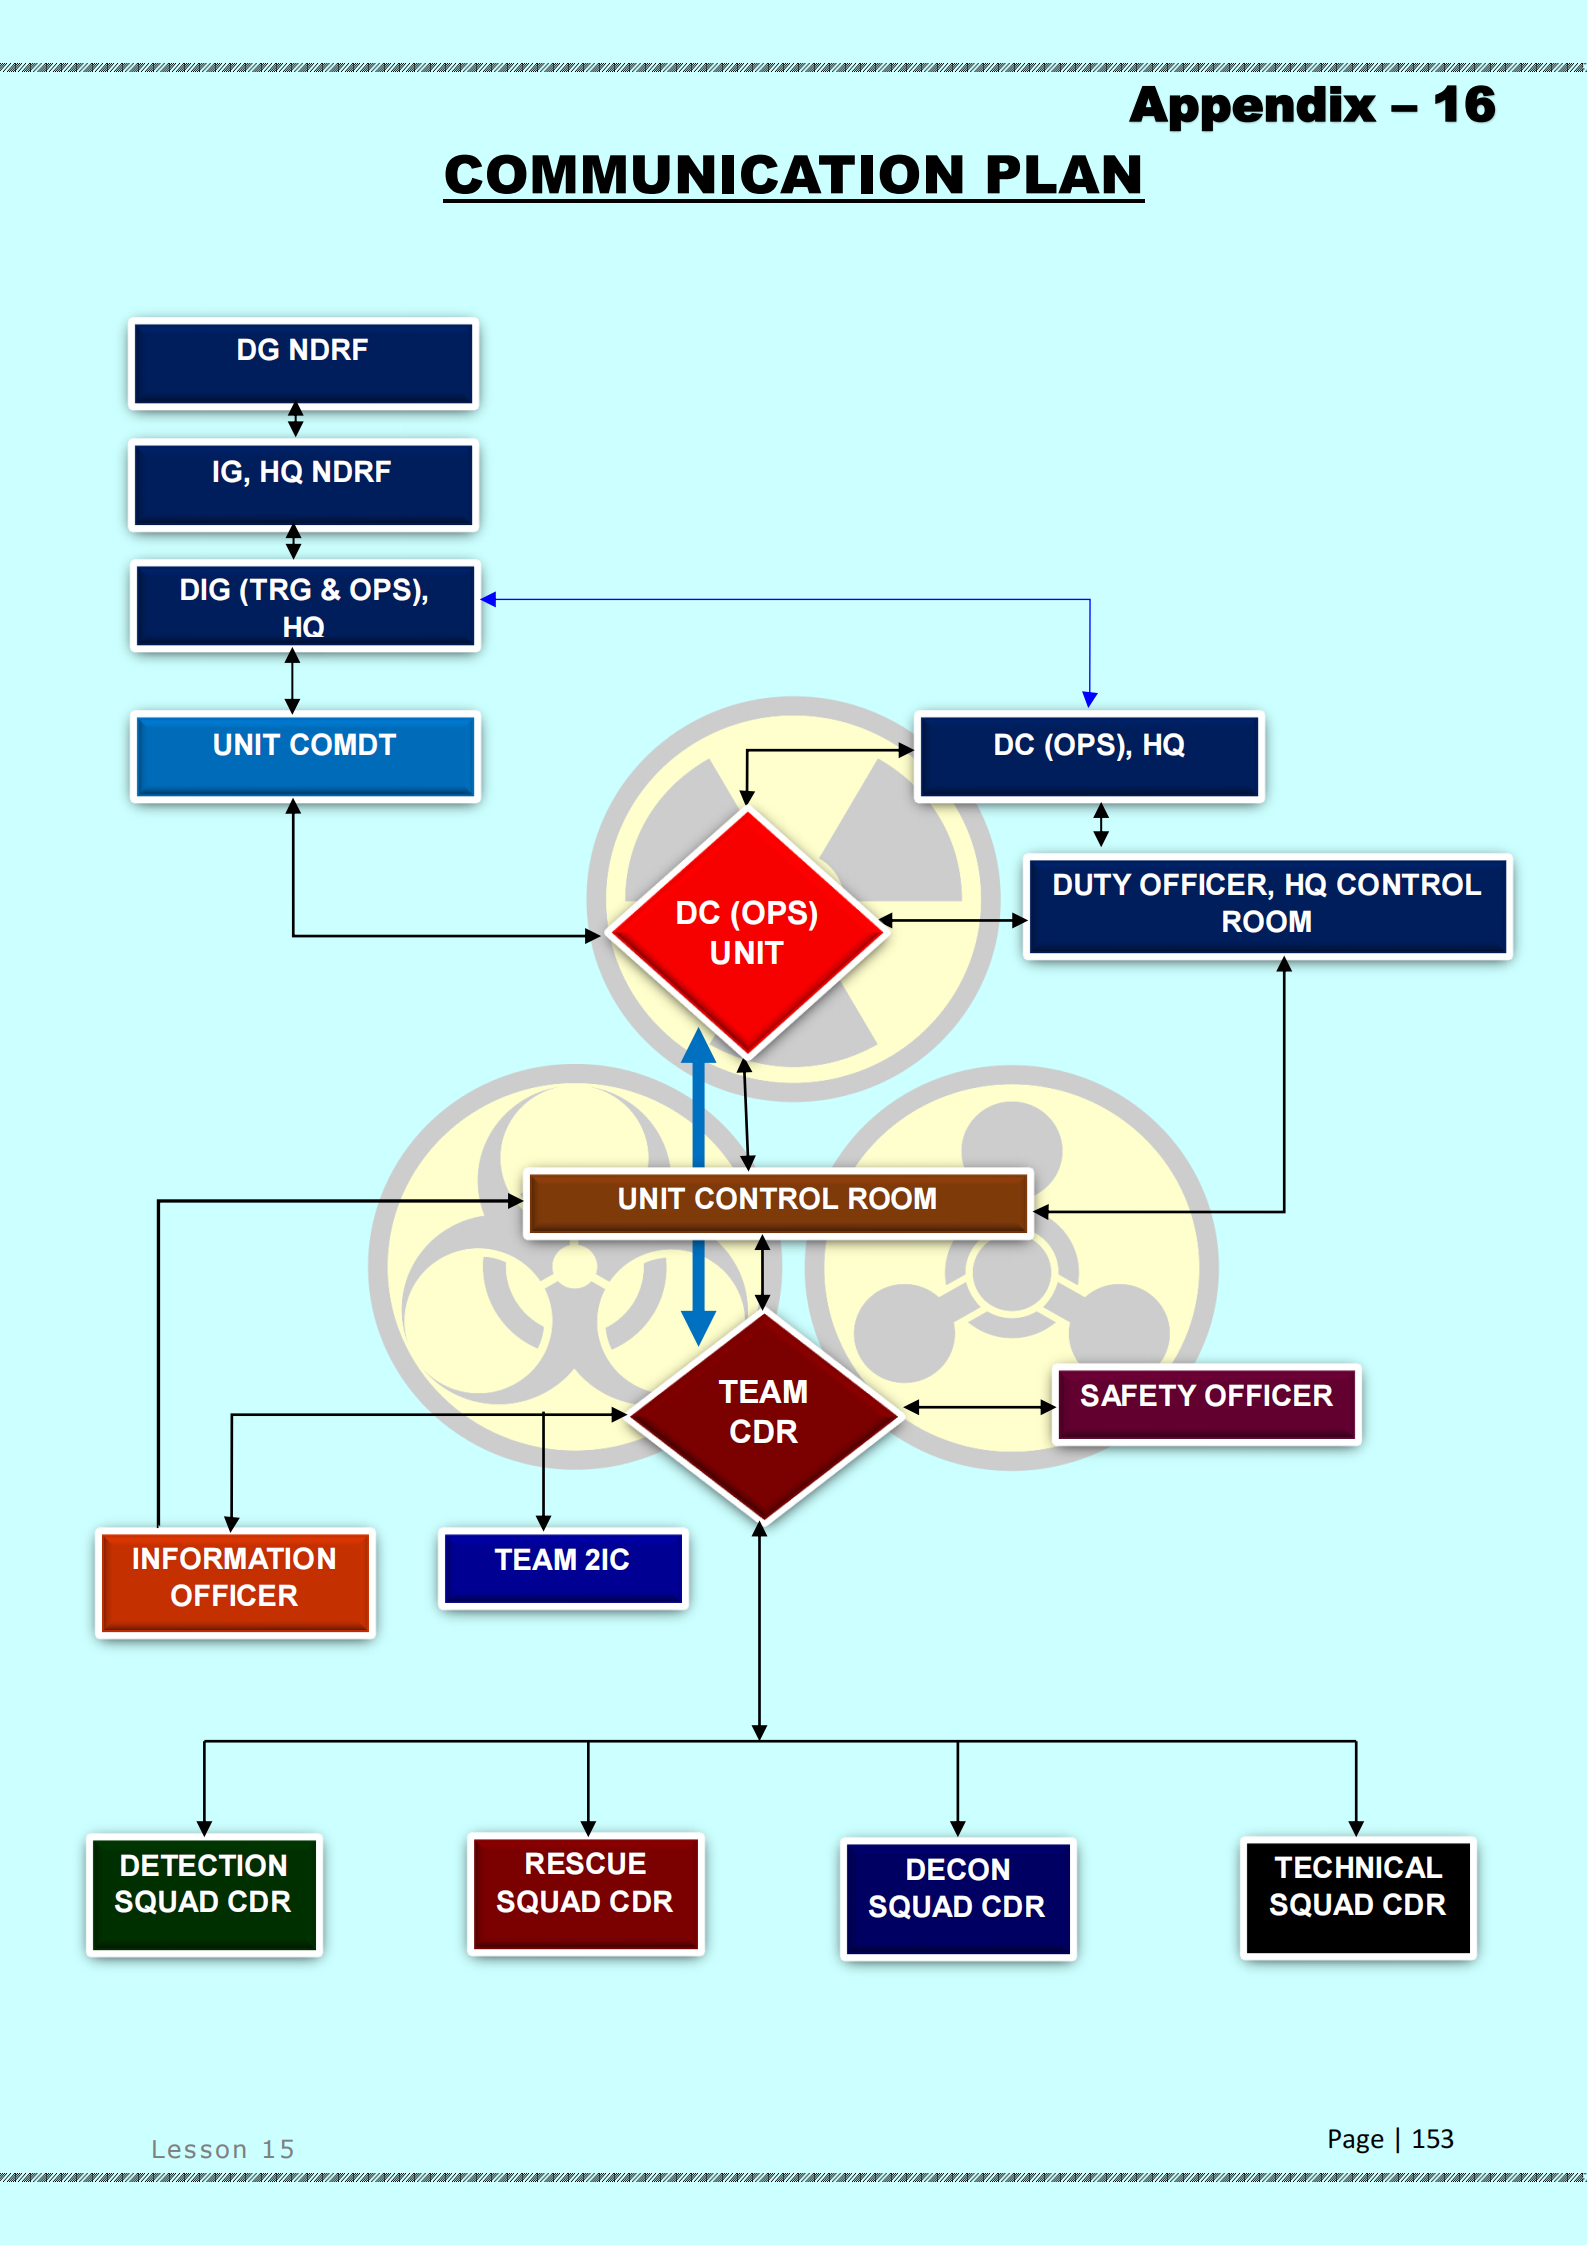 Appendix – 16
COMMUNICATION PLAN
DG NDRF
IG, HQ NDRF
DIG (TRG & OPS),
HQ
UNIT COMDT
DC (OPS), HQ
DUTY OFFICER, HQ CONTROL
ROOM
DC (OPS)
UNIT
UNIT CONTROL ROOM
TEAM
CDR
SAFETY OFFICER
INFORMATION
OFFICER
TEAM 2IC
DETECTION
SQUAD CDR
RESCUE
SQUAD CDR
DECON
SQUAD CDR
TECHNICAL
SQUAD CDR
Lesson 15
Page | 153